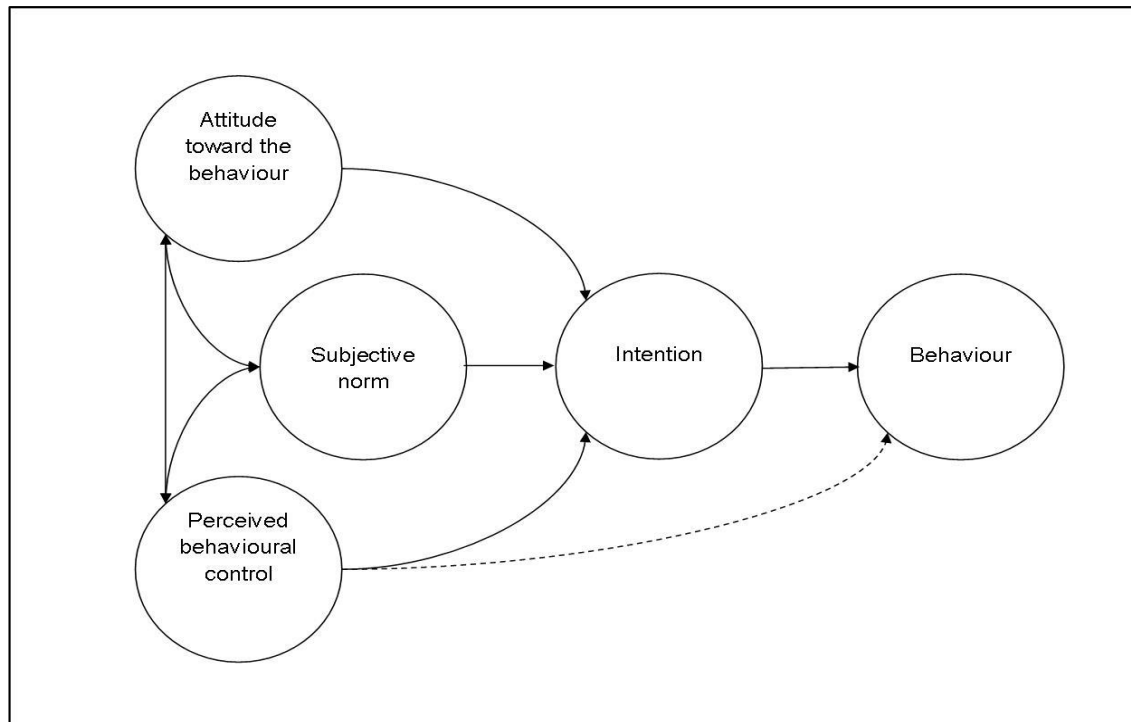 Attitude
toward the
behaviour
Subjective
norm
Intention
Behaviour
Perceived
behavioural
control